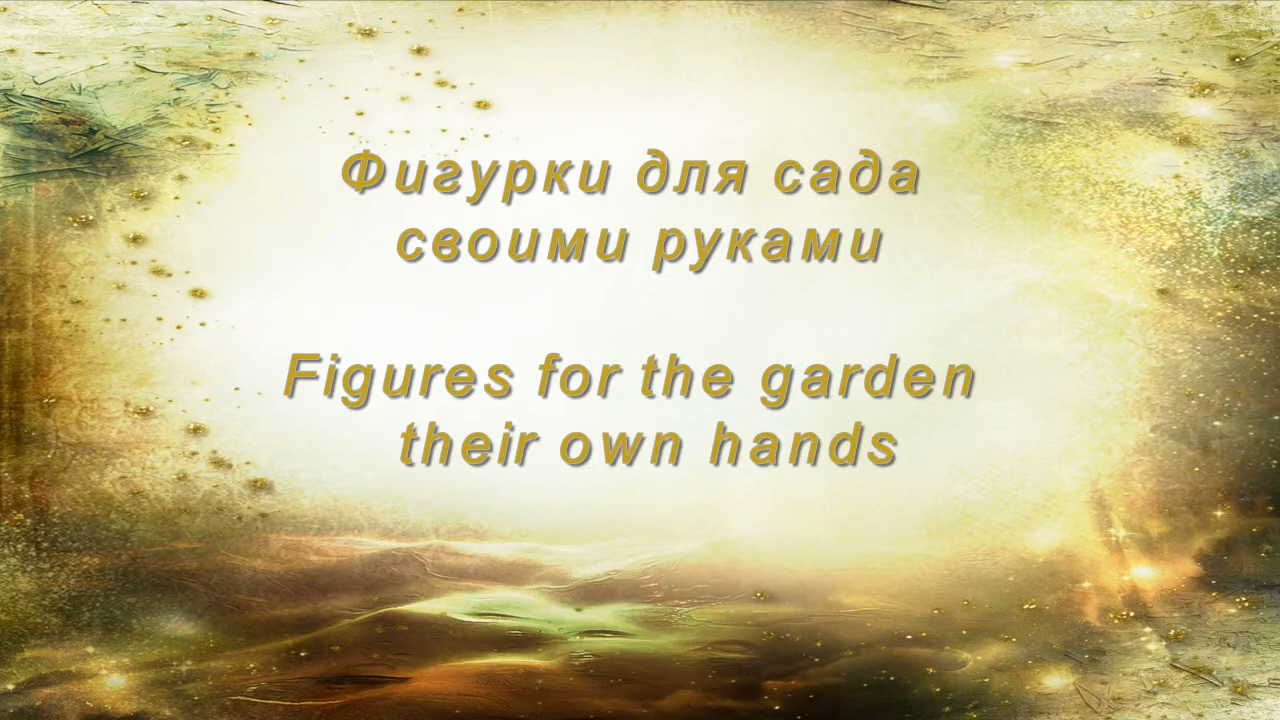 Фигурки для сада
своими руками
Figures for the garden
their own hands